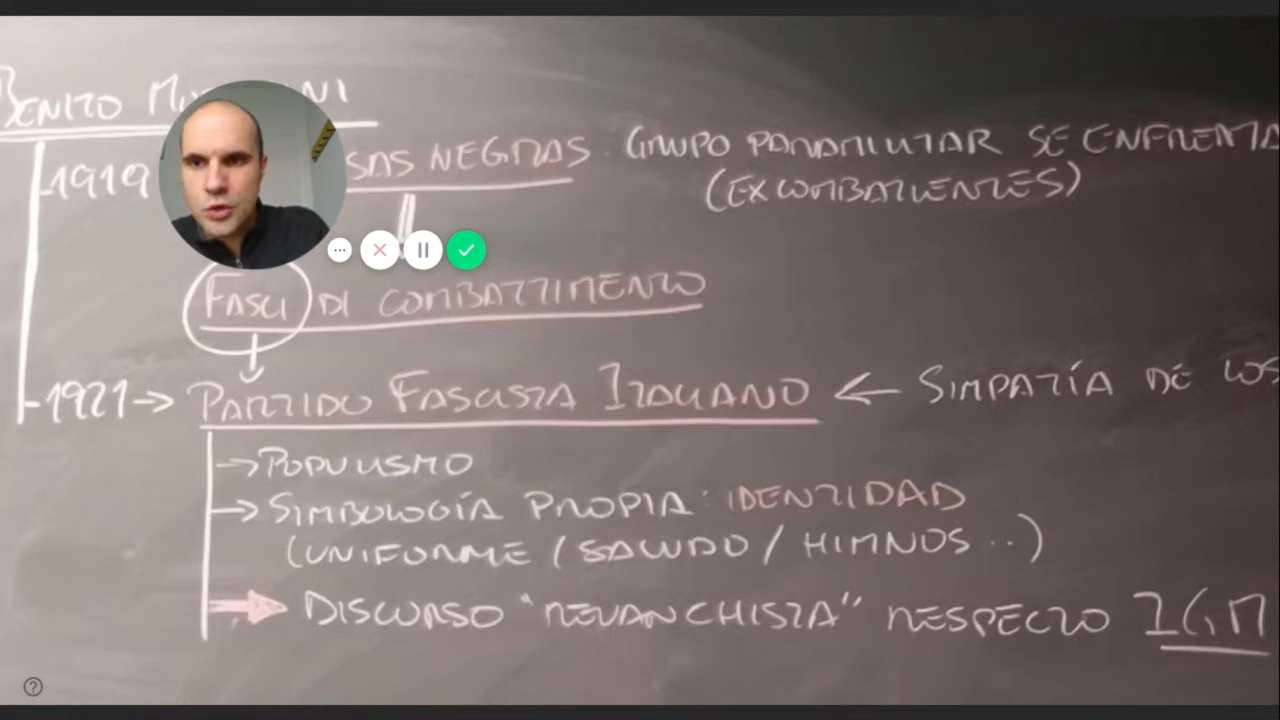 BENITO
1919 SAS NEGRAS: GRUPO PARAMILITAR SE ENFRENTA
(EXCOMBATIENTES)
FASCI DI COMBATTIMENTO
1921 → PARTIDO FASCISTA ITALIANO ← SIMPATÍA DE LOS
→ POPULISMO
→ SIMBOLOGÍA PROPIA: IDENTIDAD
(UNIFORME / SALUDO / HIMNOS...)
→ DISCURSO "REVANCHISTA" RESPECTO IGM